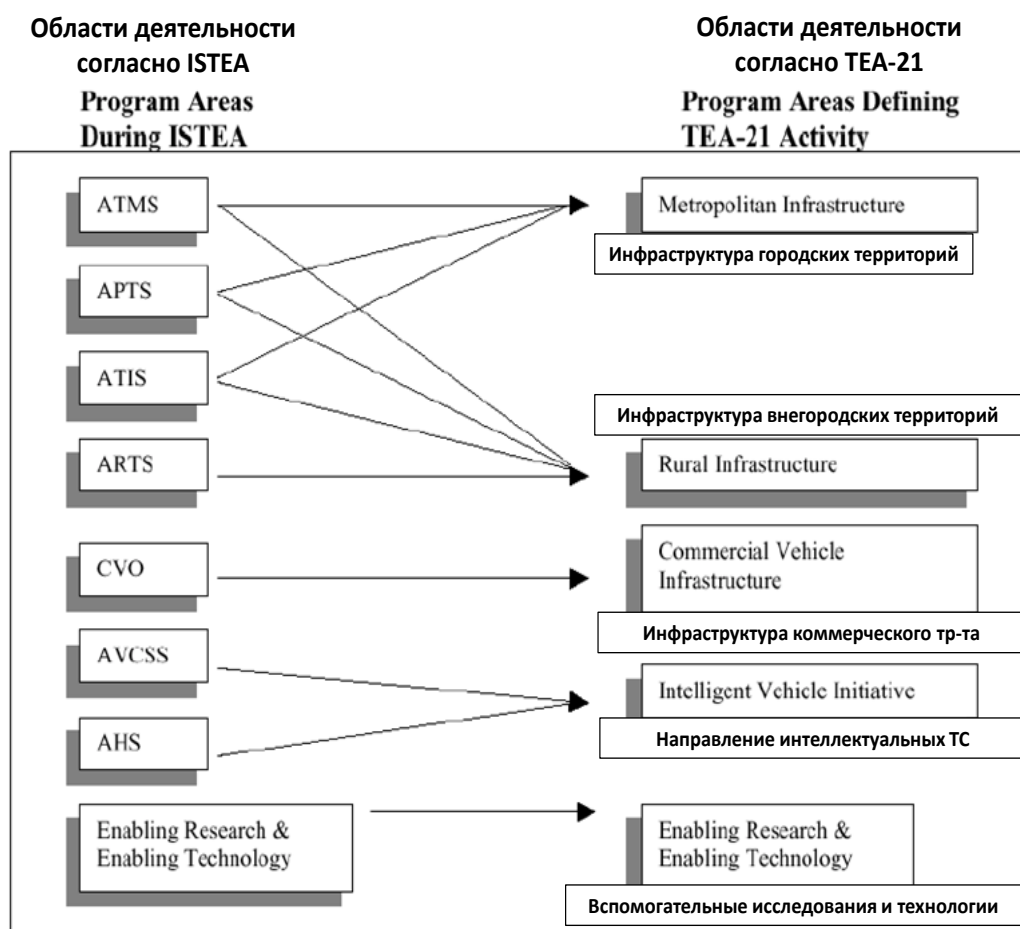 Области деятельности
согласно ISTEA
Program Areas
During ISTEA
Области деятельности
согласно TEA-21
Program Areas Defining
TEA-21 Activity
ATMS
APTS
ATIS
ARTS
CVO
AVCSS
AHS
Enabling Research &
Enabling Technology
Metropolitan Infrastructure
Инфраструктура городских территорий
Инфраструктура внегородских территорий
Rural Infrastructure
Commercial Vehicle
Infrastructure
Инфраструктура коммерческого тр-та
Intelligent Vehicle Initiative
Направление интеллектуальных ТС
Enabling Research &
Enabling Technology
Вспомогательные исследования и технологии